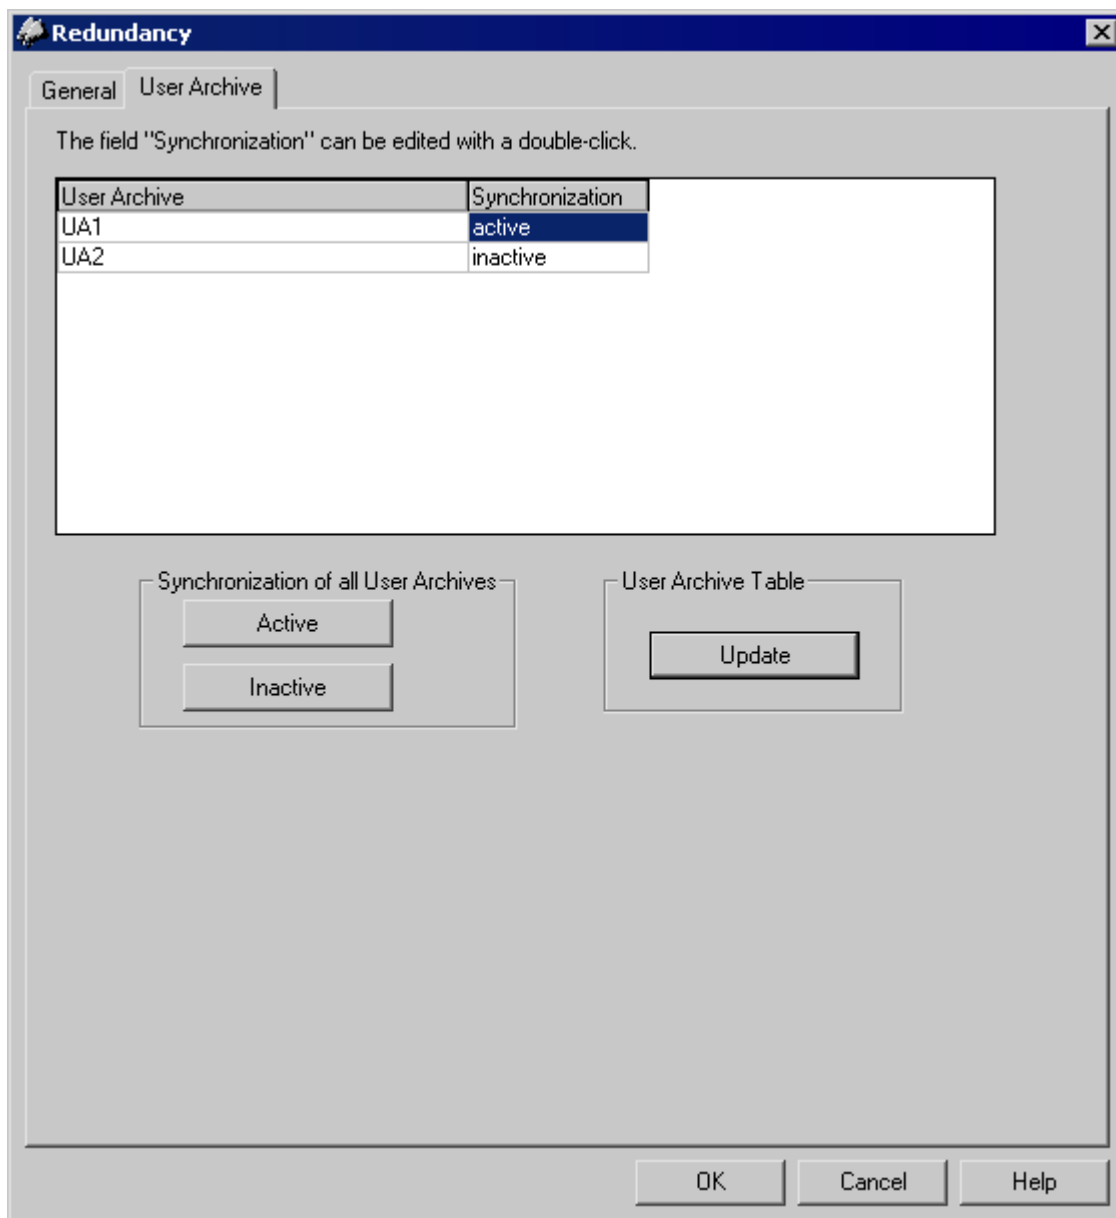 Redundancy
General User Archive
The field "Synchronization" can be edited with a double-click.
User Archive Synchronization
UA1 active
UA2 inactive
Synchronization of all User Archives User Archive Table
Active
Update
Inactive
OK Cancel Help